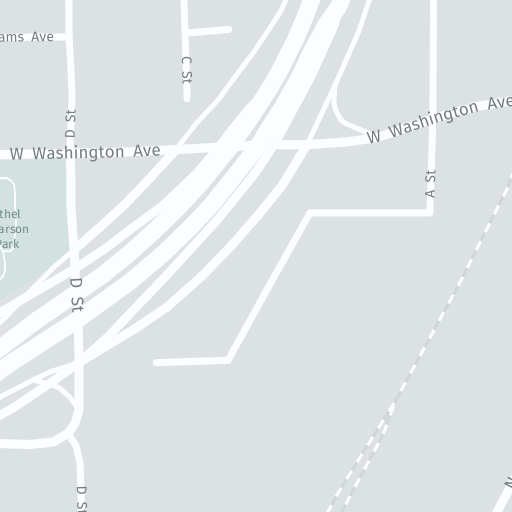 ams Ave
C St
D St
W Washington Ave
W Washington Ave
A St
thel
arson
Park
D St
D St
N